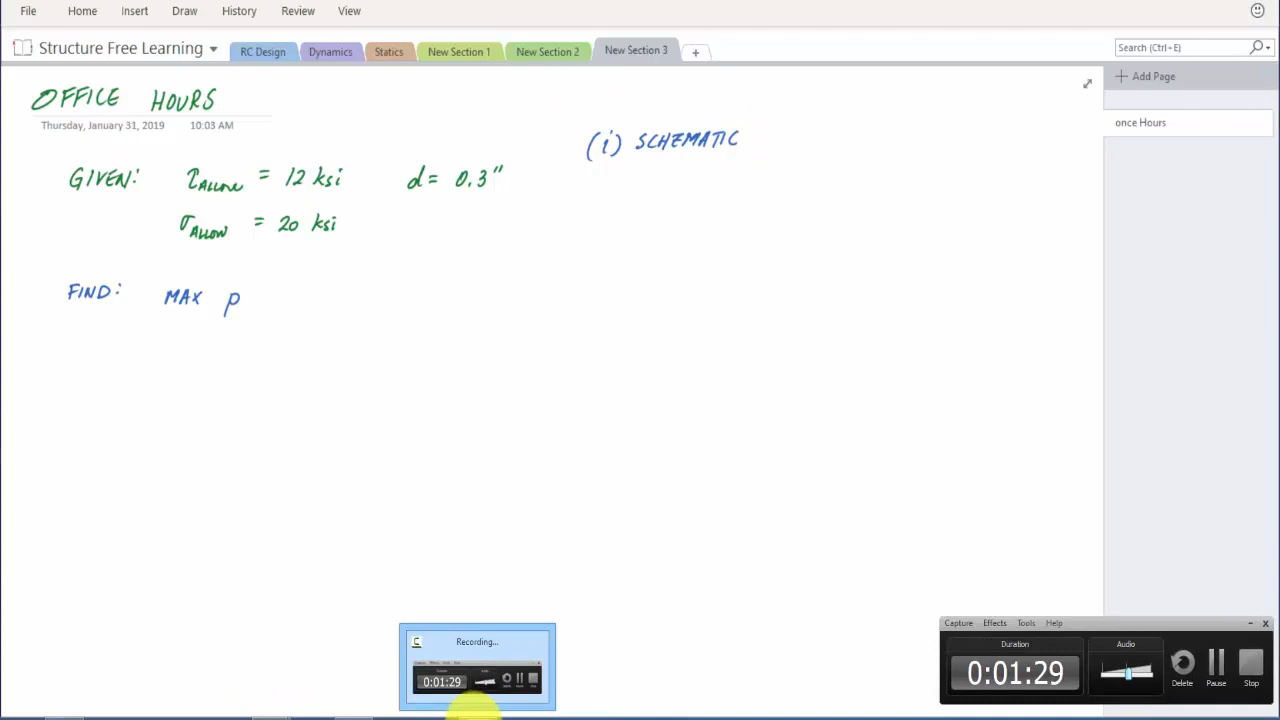 File Home Insert Draw History Review View
Structure Free Learning RC Design Dynamics Statics New Section 1 New Section 2 New Section 3 +
Search (Ctrl+E)
Add Page
once Hours
OFFICE HOURS
Thursday, January 31, 2019 10:03 AM
GIVEN: τALLOW = 12 ksi d = 0.3"
σALLOW = 20 ksi
FIND: MAX p
(i) SCHEMATIC
Recording...
0:01:29
Capture Effects Tools Help
Duration Audio
0:01:29
Delete Pause Stop